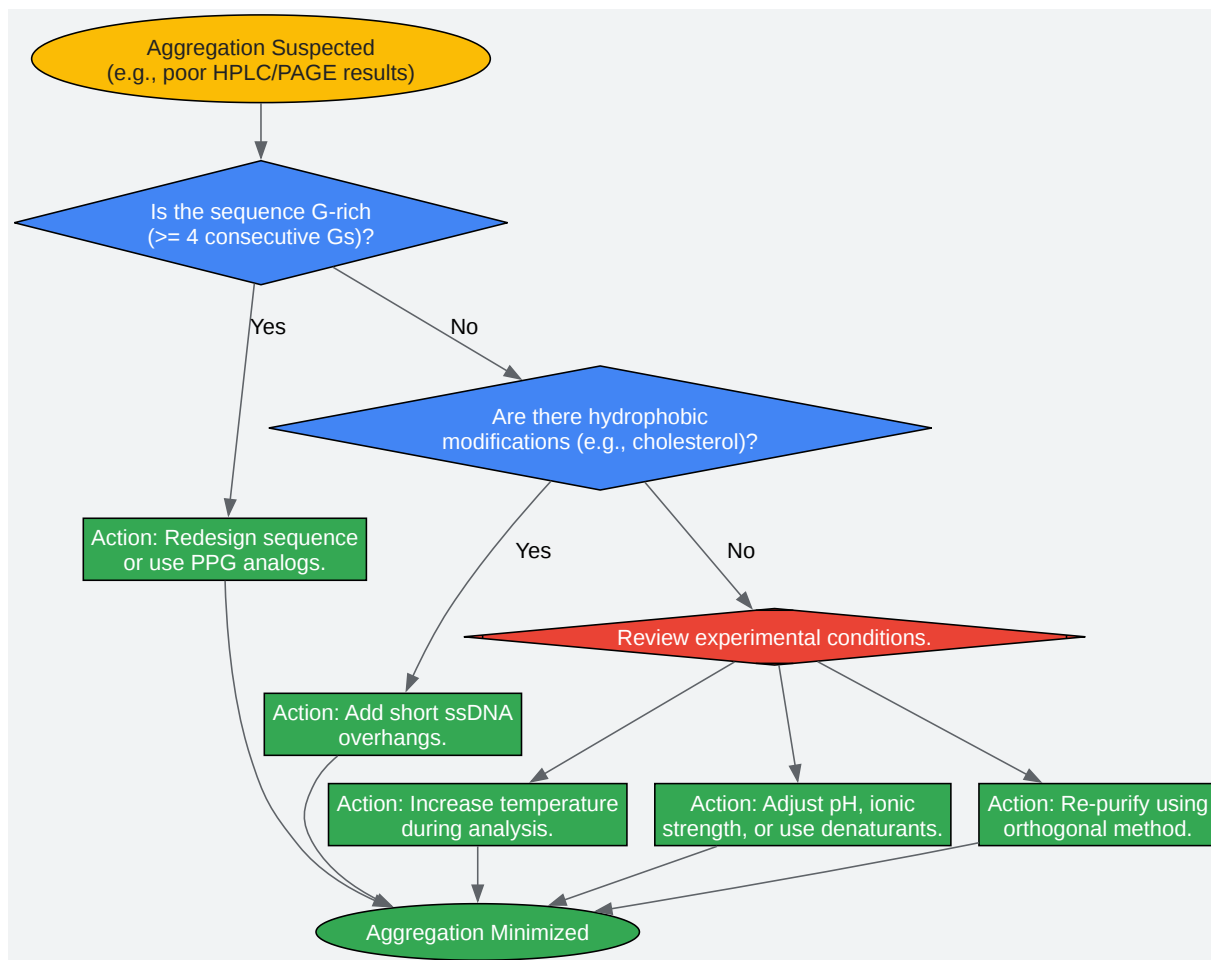 Aggregation Suspected
(e.g., poor HPLC/PAGE results)
Is the sequence G-rich
(>= 4 consecutive Gs)?
Yes
No
Are there hydrophobic
modifications (e.g., cholesterol)?
Action: Redesign sequence
or use PPG analogs.
Yes
No
Review experimental conditions.
Action: Add short ssDNA
overhangs.
Action: Increase temperature
during analysis.
Action: Adjust pH, ionic
strength, or use denaturants.
Action: Re-purify using
orthogonal method.
Aggregation Minimized